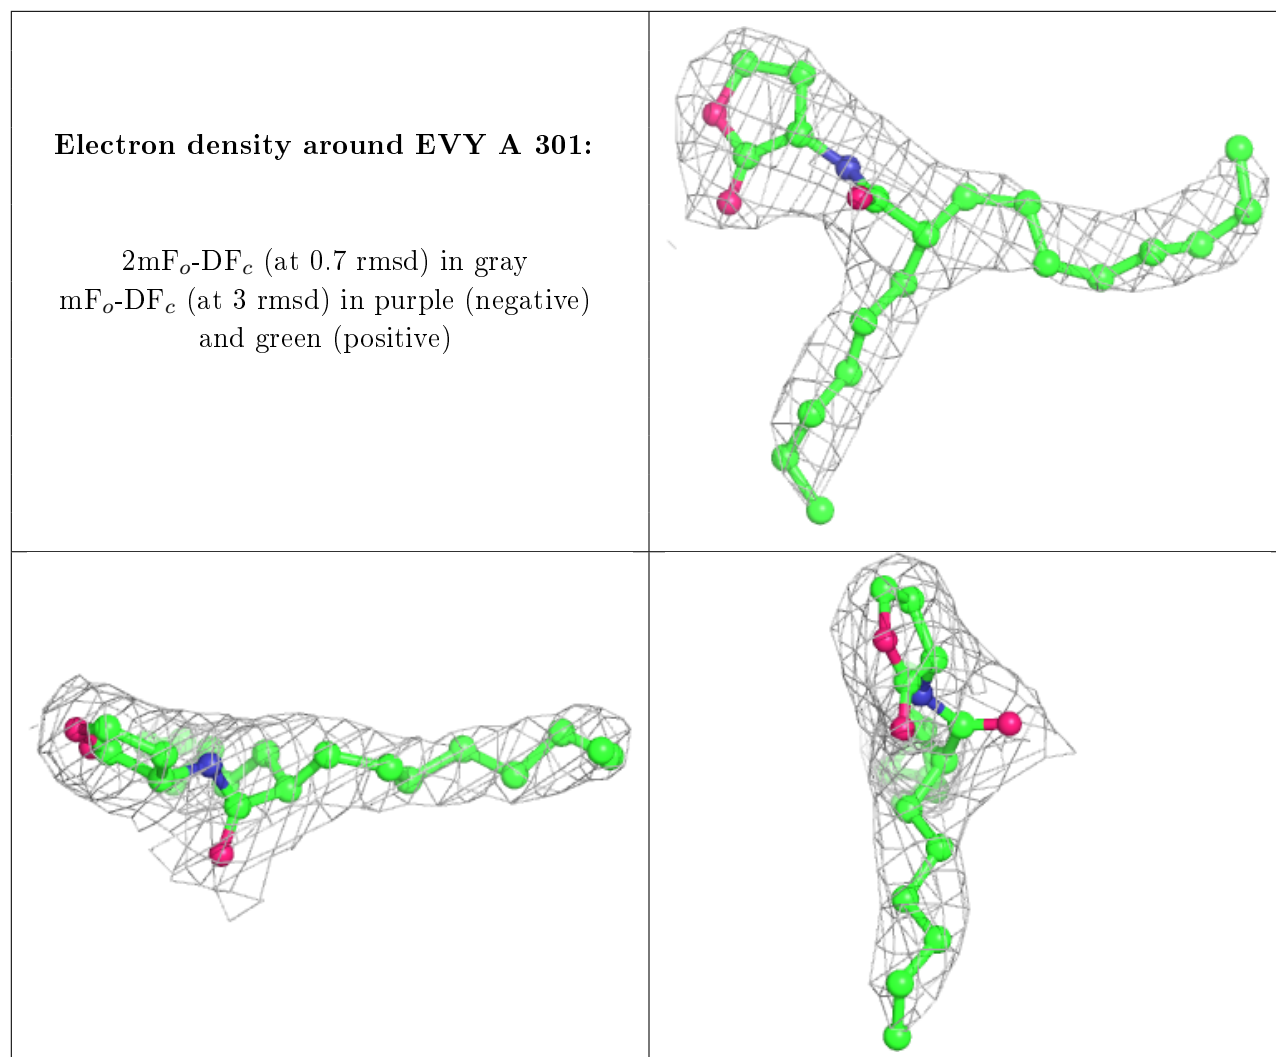 Electron density around EVY A 301:
2mFo-DFc (at 0.7 rmsd) in gray
mFo-DFc (at 3 rmsd) in purple (negative)
and green (positive)